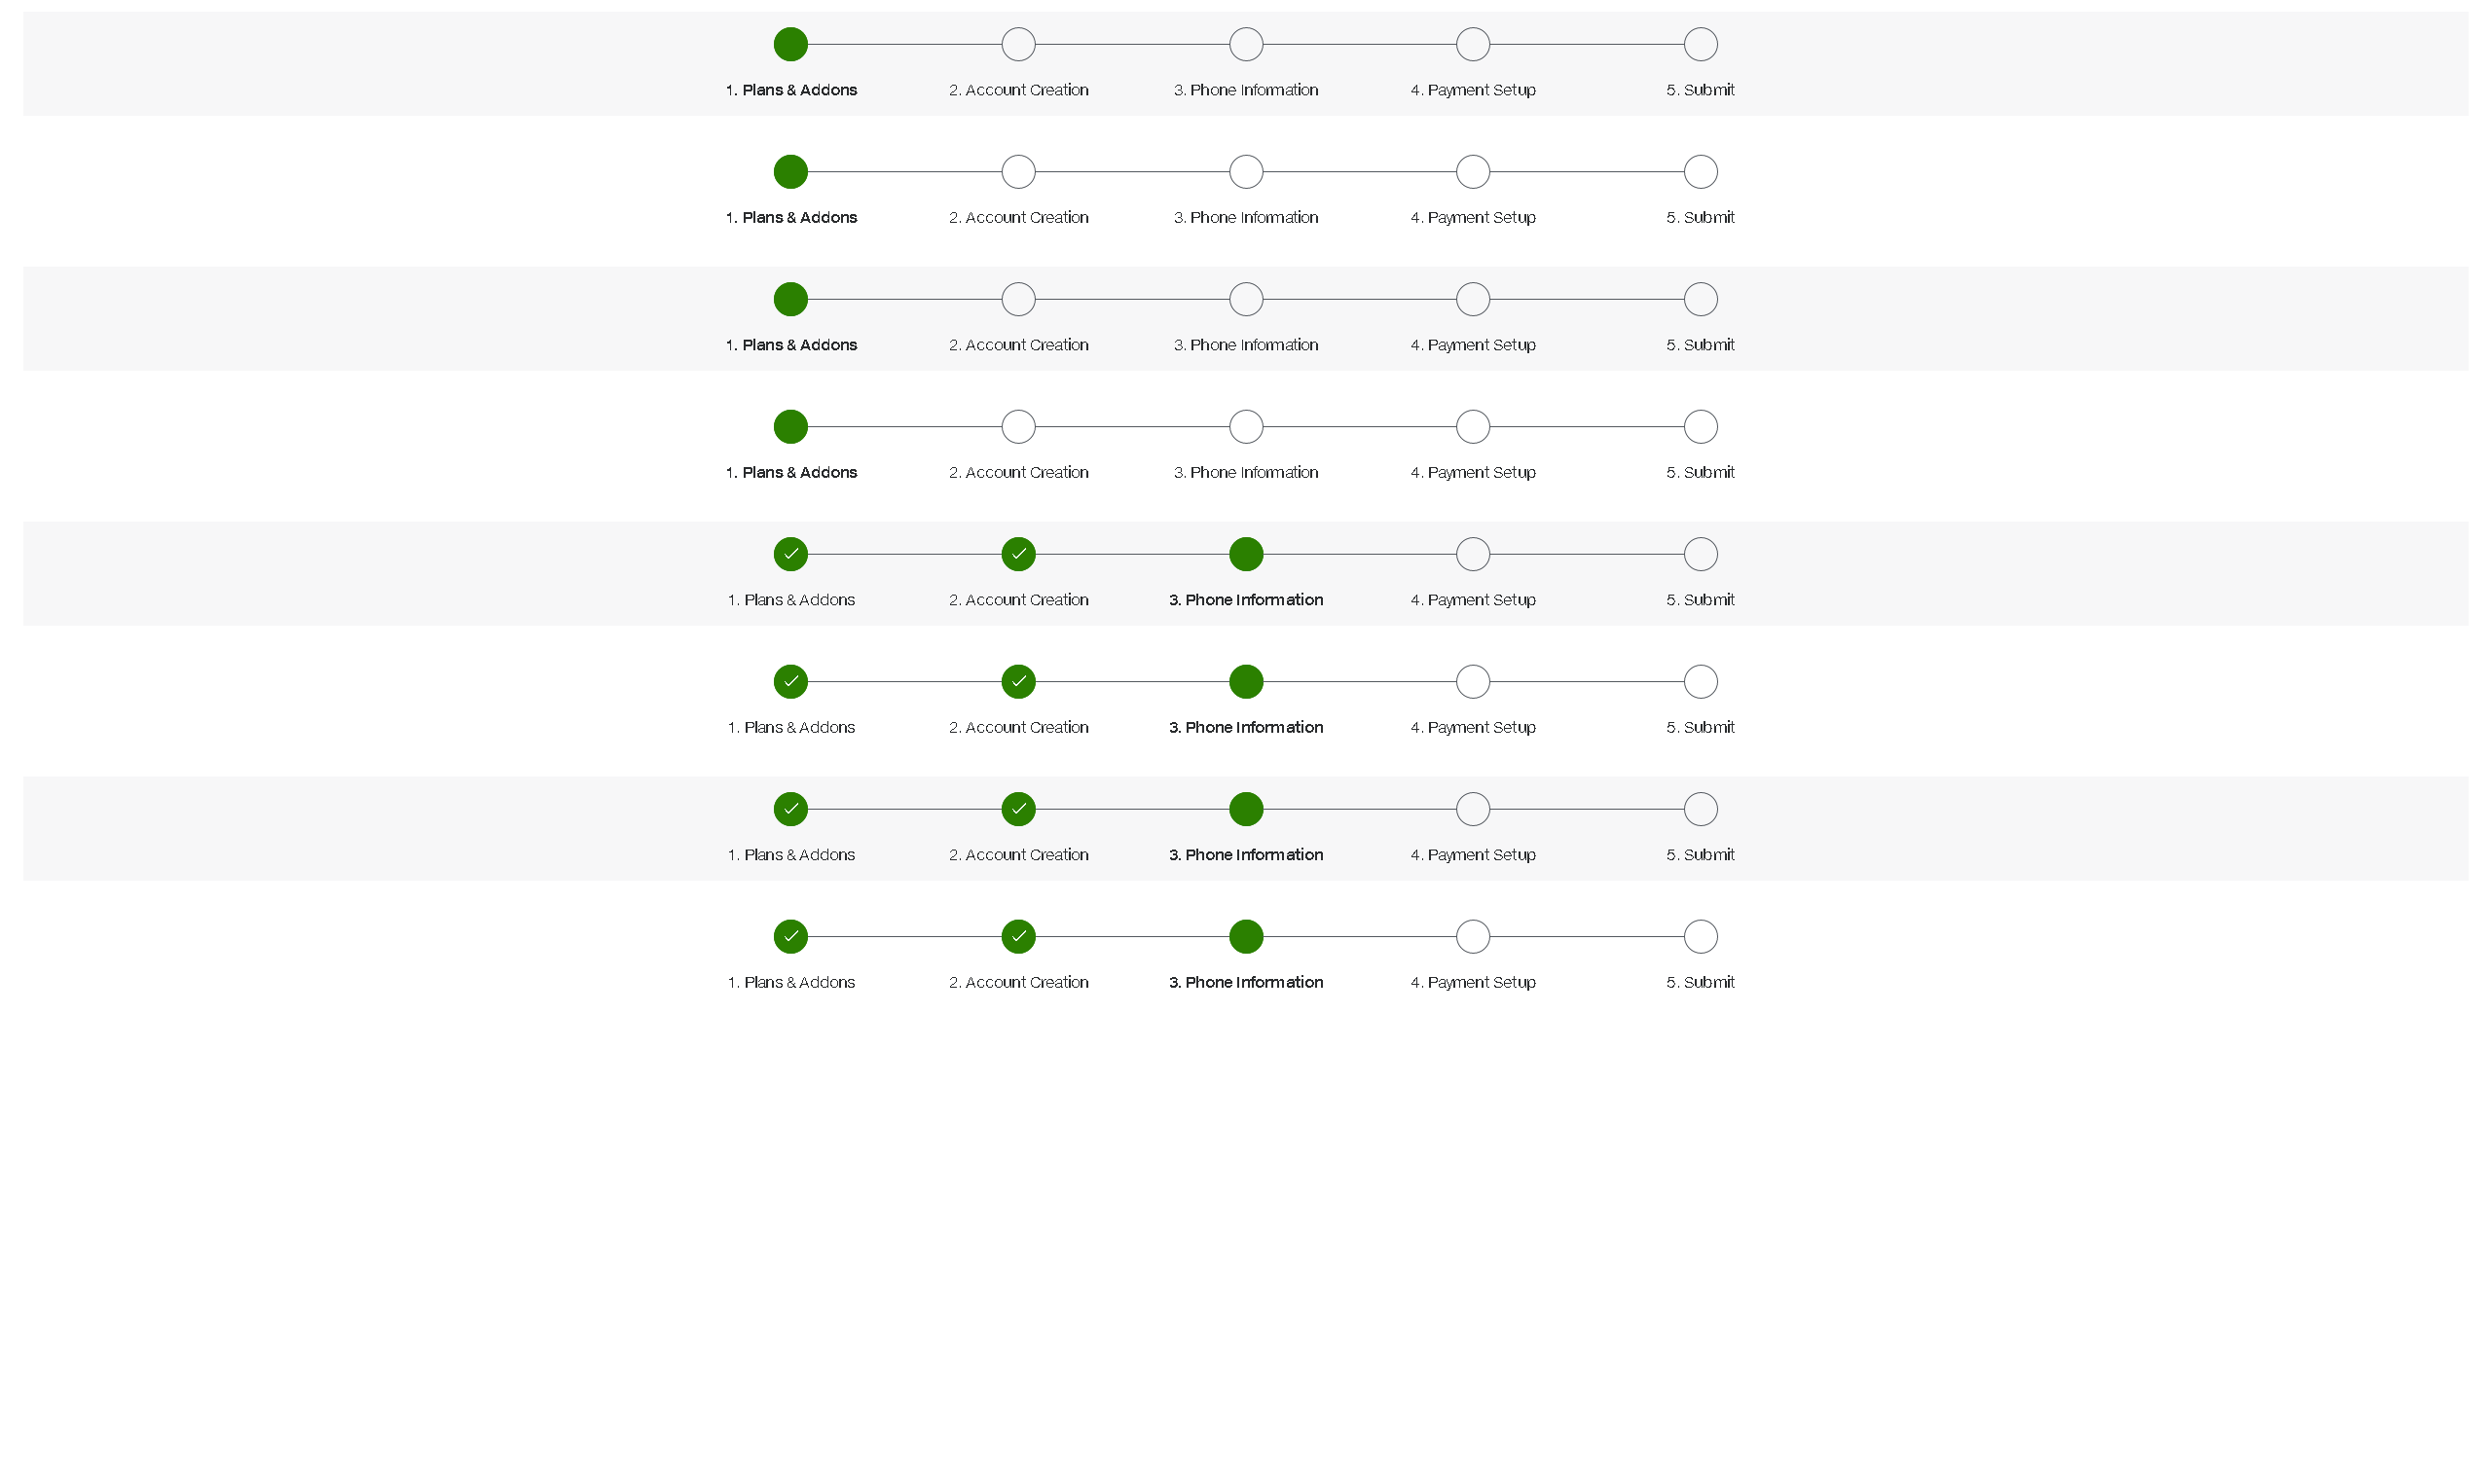 1. Plans & Addons 2. Account Creation 3. Phone Information 4. Payment Setup 5. Submit
1. Plans & Addons 2. Account Creation 3. Phone Information 4. Payment Setup 5. Submit
1. Plans & Addons 2. Account Creation 3. Phone Information 4. Payment Setup 5. Submit
1. Plans & Addons 2. Account Creation 3. Phone Information 4. Payment Setup 5. Submit
1. Plans & Addons 2. Account Creation 3. Phone Information 4. Payment Setup 5. Submit
1. Plans & Addons 2. Account Creation 3. Phone Information 4. Payment Setup 5. Submit
1. Plans & Addons 2. Account Creation 3. Phone Information 4. Payment Setup 5. Submit
1. Plans & Addons 2. Account Creation 3. Phone Information 4. Payment Setup 5. Submit